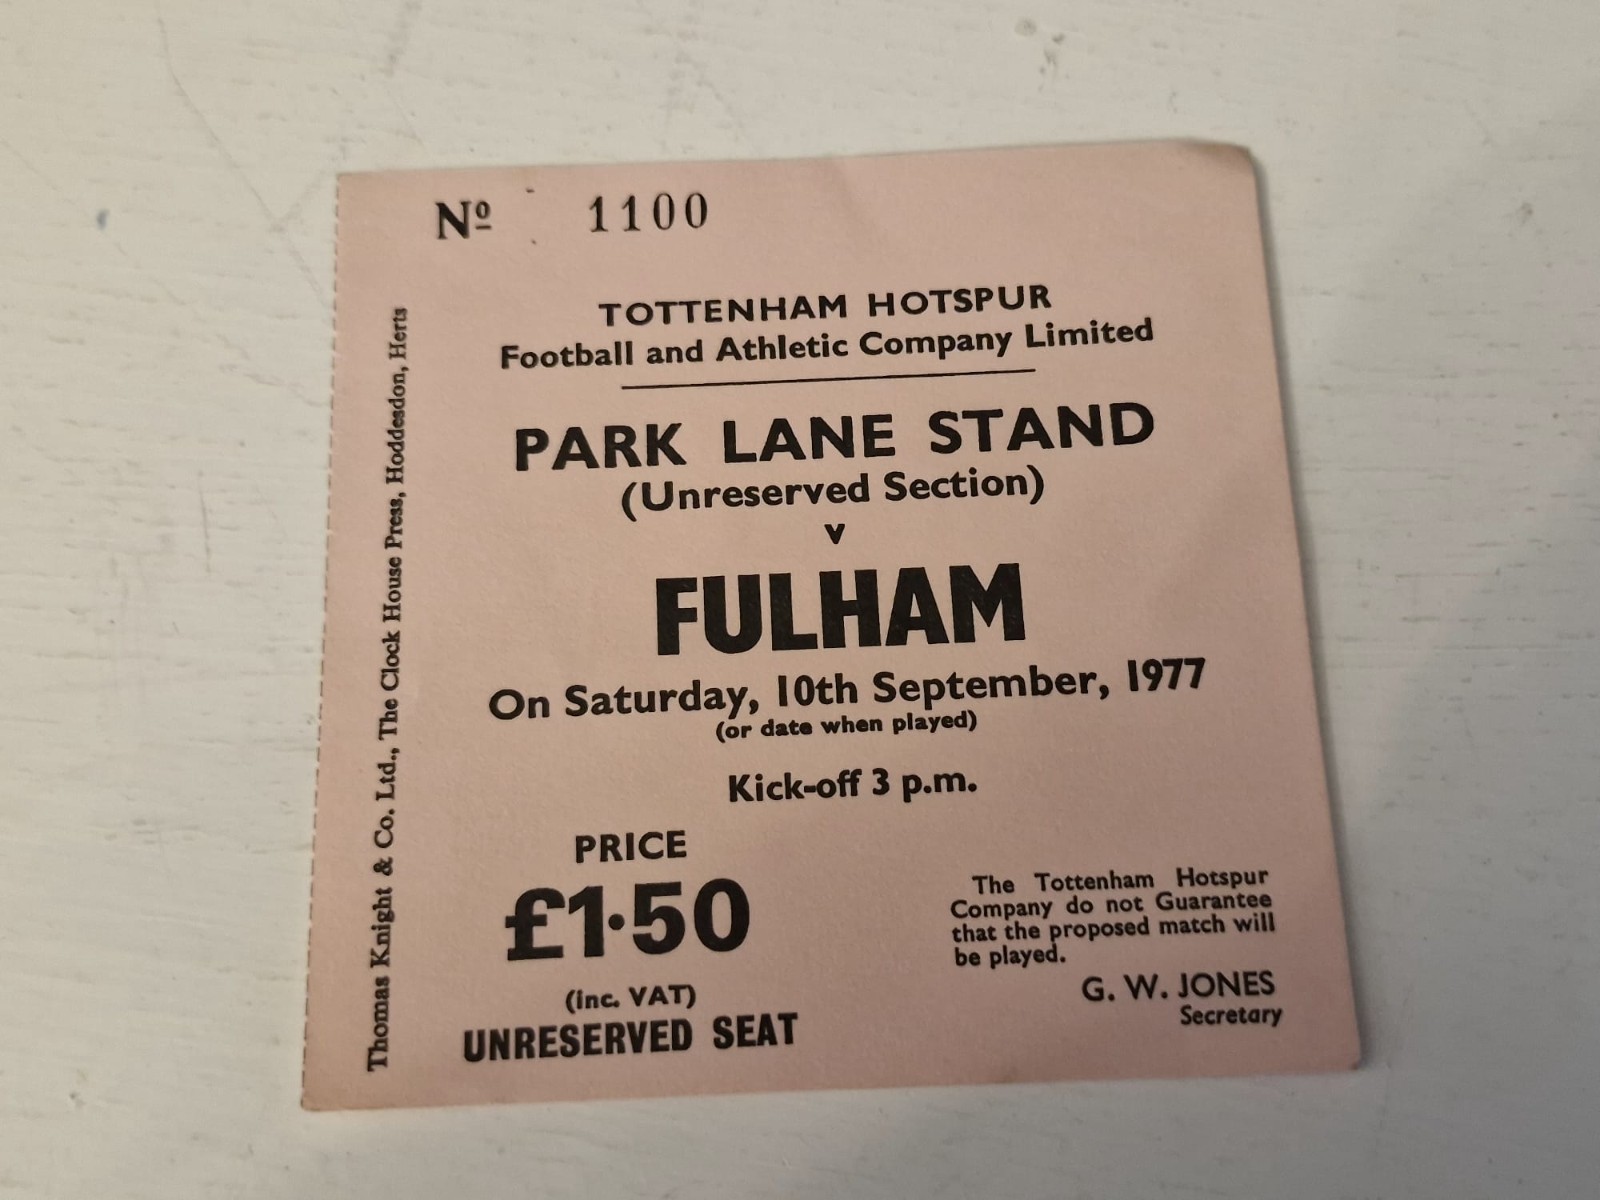 Nº 1100
TOTTENHAM HOTSPUR
Football and Athletic Company Limited
PARK LANE STAND
(Unreserved Section)
v
FULHAM
On Saturday, 10th September, 1977
(or date when played)
Kick-off 3 p.m.
PRICE
£1·50
(inc. VAT)
UNRESERVED SEAT
The Tottenham Hotspur
Company do not Guarantee
that the proposed match will
be played.
G. W. JONES
Secretary
Thomas Knight & Co. Ltd., The Clock House Press, Hoddesdon, Herts